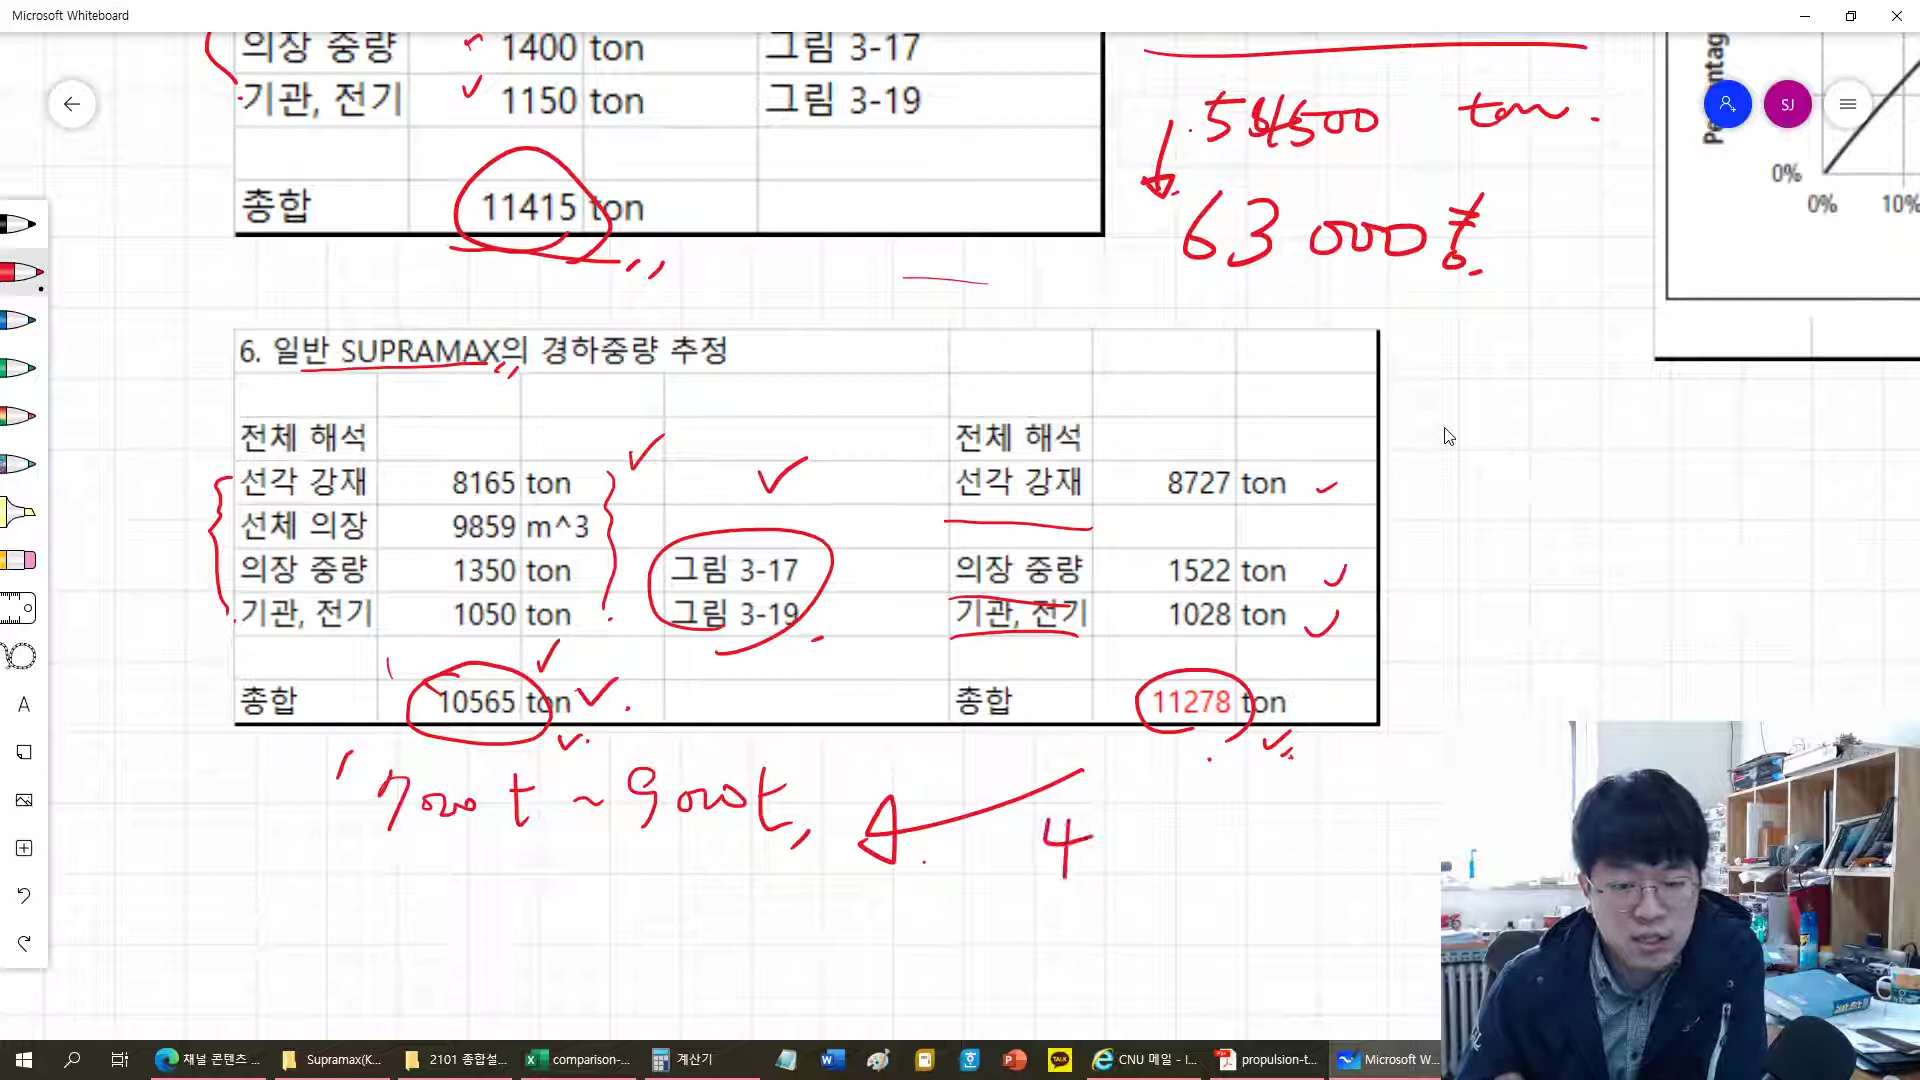 Microsoft Whiteboard
의장 중량 1400 ton 그림 3-17
기관, 전기 1150 ton 그림 3-19
총합 11415 ton
ton.
63000t
SJ
0%
0% 10%
6. 일반 SUPRAMAX의 경하중량 추정
전체 해석 전체 해석
선각 강재 8165 ton 선각 강재 8727 ton
선체 의장 9859 m^3
의장 중량 1350 ton 그림 3-17 의장 중량 1522 ton
기관, 전기 1050 ton 그림 3-19 기관, 전기 1028 ton
총합 10565 ton 총합 11278 ton
7000t ~ 9000t,
4
A
채널 콘텐츠 ... Supramax(K... 2101 종합설... comparison-... 계산기 TALK CNU 메일 - I... propulsion-t... Microsoft W...